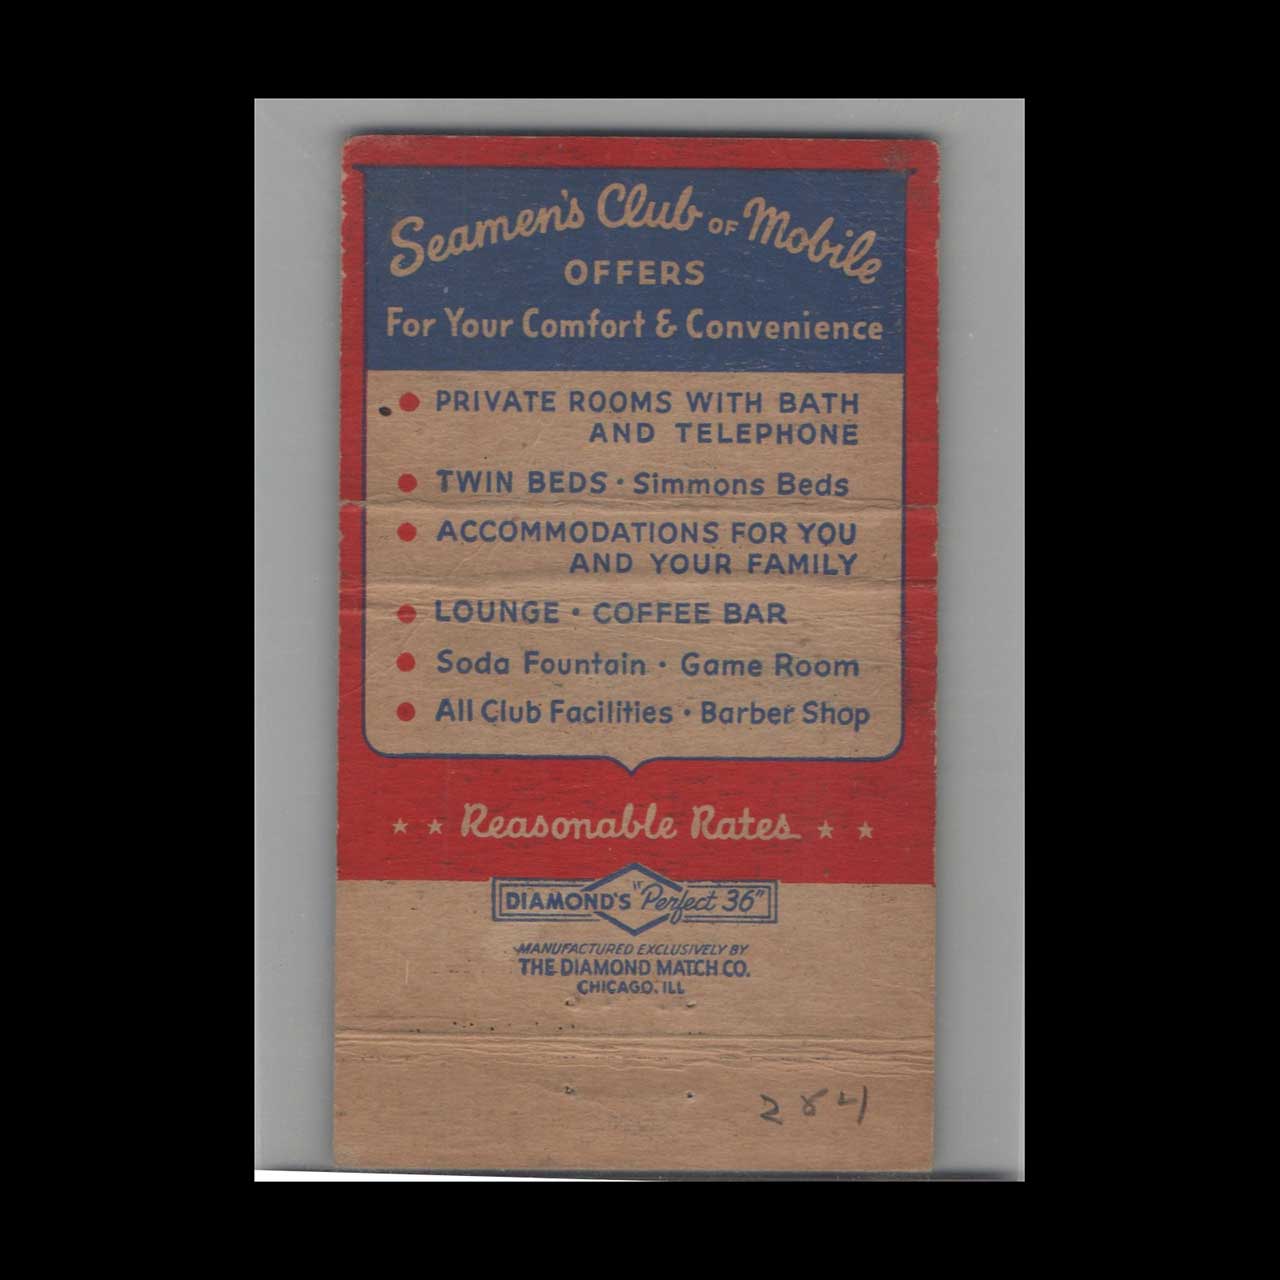 Seamen's Club OF Mobile
OFFERS
For Your Comfort & Convenience
• PRIVATE ROOMS WITH BATH
AND TELEPHONE
• TWIN BEDS • Simmons Beds
• ACCOMMODATIONS FOR YOU
AND YOUR FAMILY
• LOUNGE • COFFEE BAR
• Soda Fountain • Game Room
• All Club Facilities • Barber Shop
Reasonable Rates
DIAMOND'S "Perfect 36"
MANUFACTURED EXCLUSIVELY BY
THE DIAMOND MATCH CO.
CHICAGO, ILL
284